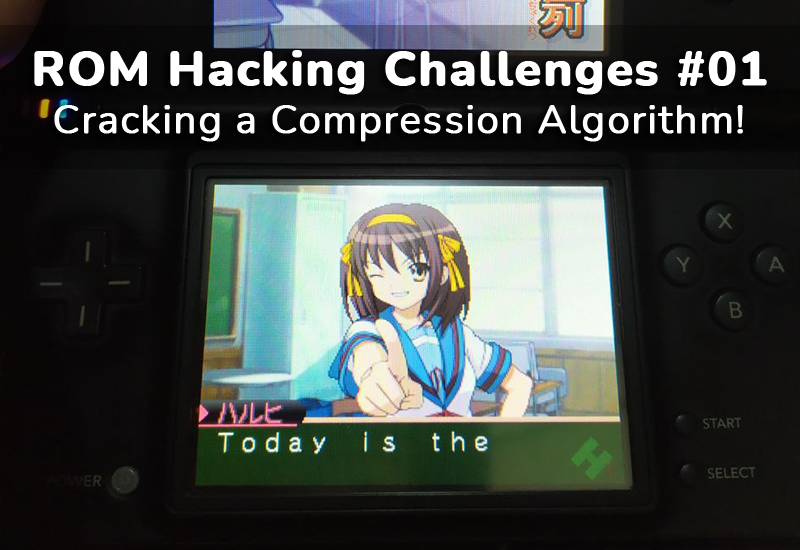 列
ROM Hacking Challenges #01
Cracking a Compression Algorithm!
X
Y
A
B
ハルヒ
Today is the
START
SELECT
POWER